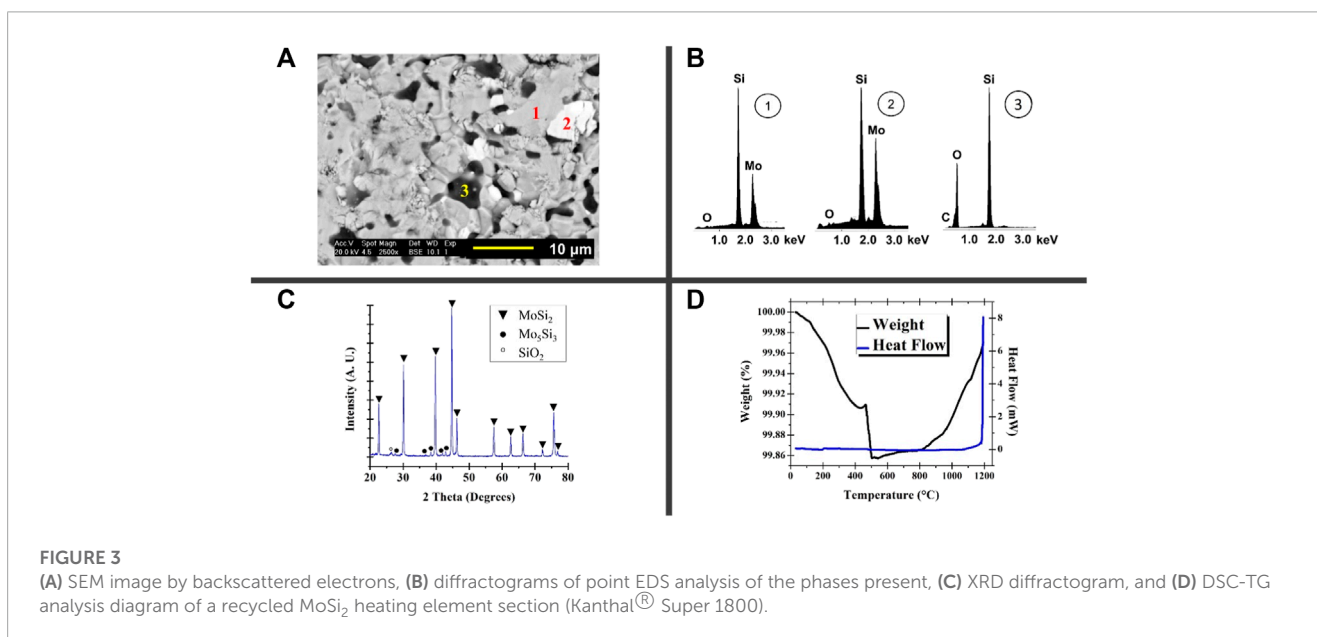 A
1
2
3
Acc.V Spot Magn Det WD Exp
20.0 kV 4.5 2500x BSE 10.1 1
10 µm
B
Si
Mo
O
1
1.0 2.0 3.0 keV
Si
Mo
O
2
1.0 2.0 3.0 keV
Si
O
C
3
1.0 2.0 3.0 keV
C
Intensity (A. U.)
MoSi₂
Mo₅Si₃
SiO₂
20 30 40 50 60 70 80
2 Theta (Degrees)
D
Weight (%)
100.00
99.98
99.96
99.94
99.92
99.90
99.88
99.86
Weight
Heat Flow
8
6
4
2
0
Heat Flow (mW)
0 200 400 600 800 1000 1200
Temperature (°C)
FIGURE 3
(A) SEM image by backscattered electrons, (B) diffractograms of point EDS analysis of the phases present, (C) XRD diffractogram, and (D) DSC-TG
analysis diagram of a recycled MoSi₂ heating element section (Kanthal® Super 1800).